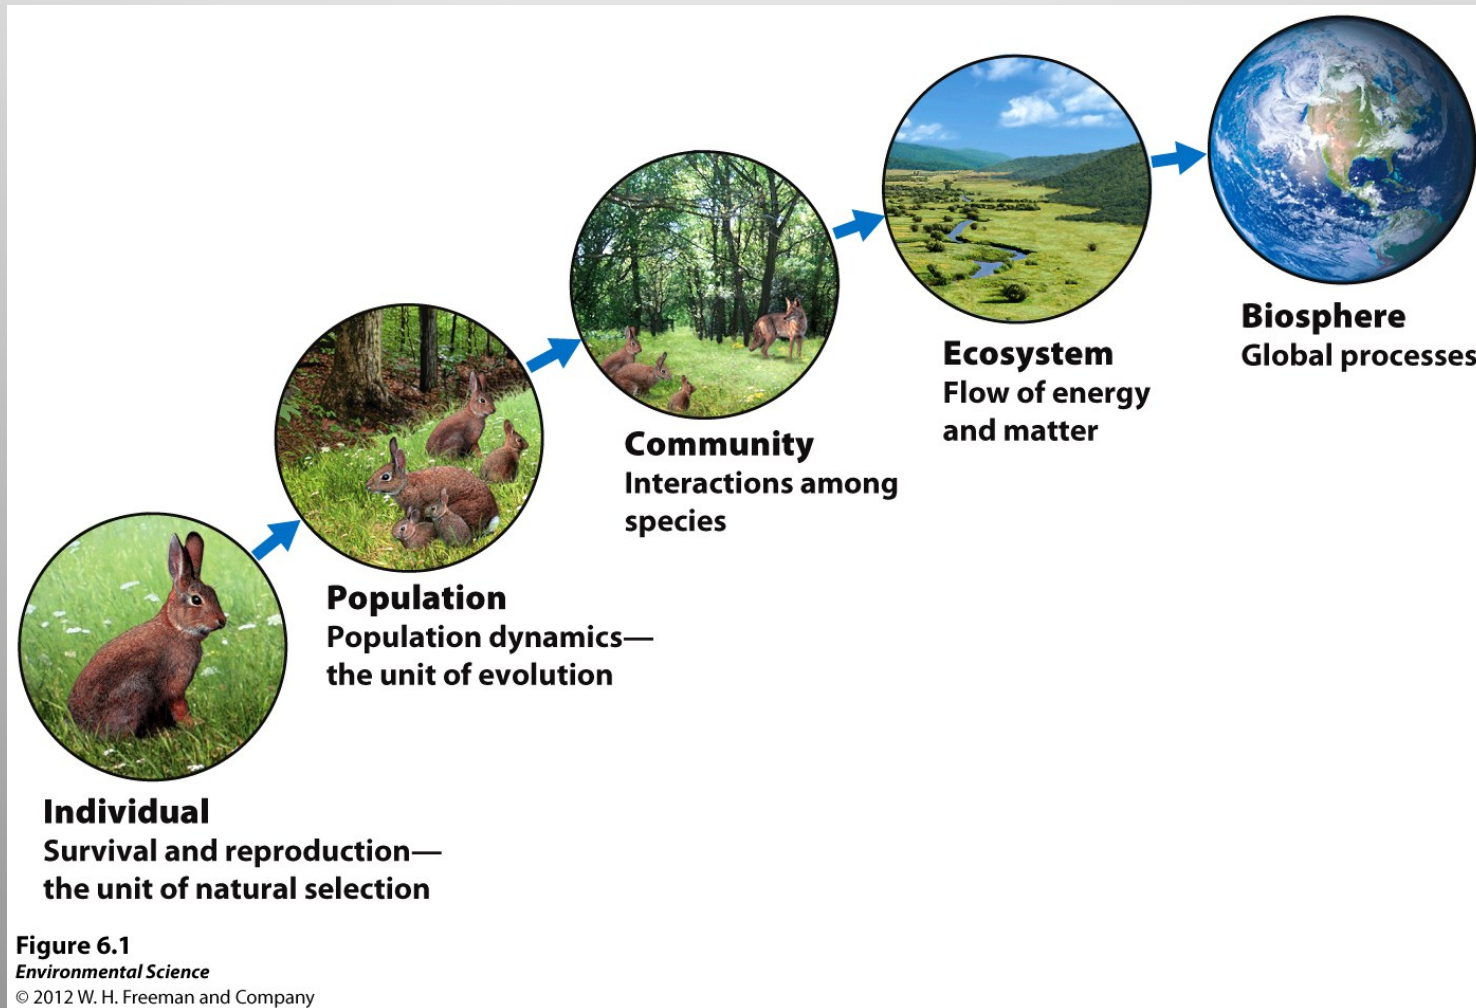 Individual
Survival and reproduction—
the unit of natural selection
Population
Population dynamics—
the unit of evolution
Community
Interactions among
species
Ecosystem
Flow of energy
and matter
Biosphere
Global processes
Figure 6.1
Environmental Science
© 2012 W. H. Freeman and Company